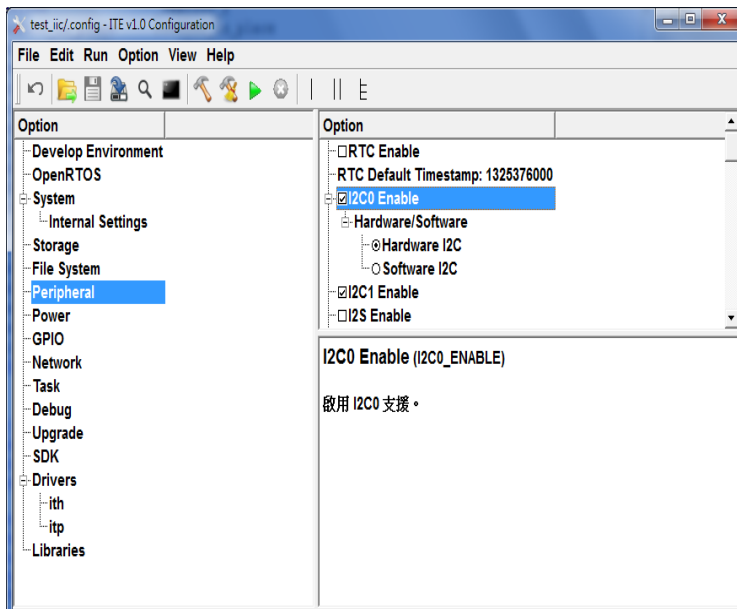 test_iic/.config - ITE v1.0 Configuration
File Edit Run Option View Help
Option
Develop Environment
OpenRTOS
System
Internal Settings
Storage
File System
Peripheral
Power
GPIO
Network
Task
Debug
Upgrade
SDK
Drivers
ith
itp
Libraries
Option
RTC Enable
RTC Default Timestamp: 1325376000
I2C0 Enable
Hardware/Software
Hardware I2C
Software I2C
I2C1 Enable
I2S Enable
I2C0 Enable (I2C0_ENABLE)
啟用 I2C0 支援。